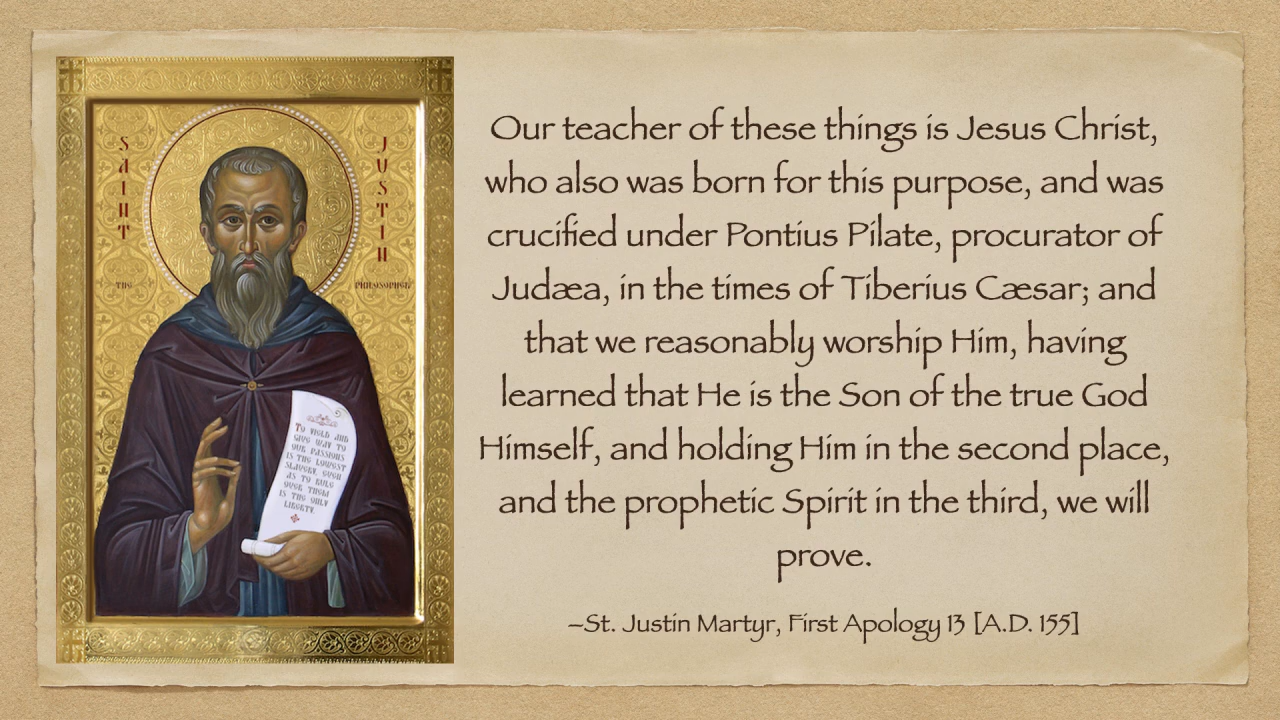 SAINT
JUSTIN
THE
PHILOSOPHER
TO YIELD AND
GIVE WAY TO
OUR PASSIONS
IS THE LOWEST
SLAVERY, EVEN
AS TO RULE
OVER THEM
IS THE ONLY
LIBERTY.
Our teacher of these things is Jesus Christ,
who also was born for this purpose, and was
crucified under Pontius Pilate, procurator of
Judæa, in the times of Tiberius Cæsar; and
that we reasonably worship Him, having
learned that He is the Son of the true God
Himself, and holding Him in the second place,
and the prophetic Spirit in the third, we will
prove.
–St. Justin Martyr, First Apology 13 [A.D. 155]